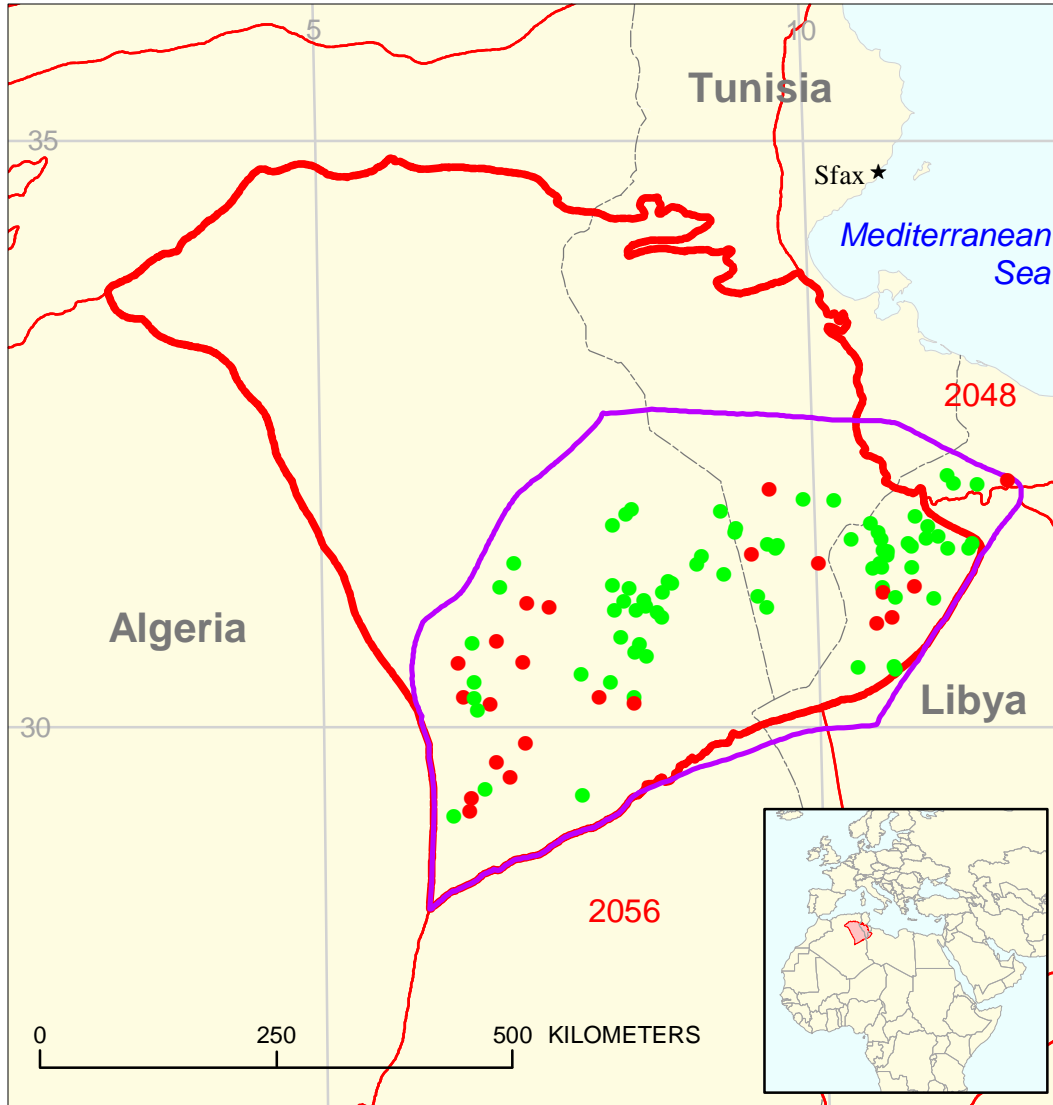 5
10
Tunisia
35
Sfax
Mediterranean
Sea
2048
Algeria
Libya
30
2056
0
250
500 KILOMETERS